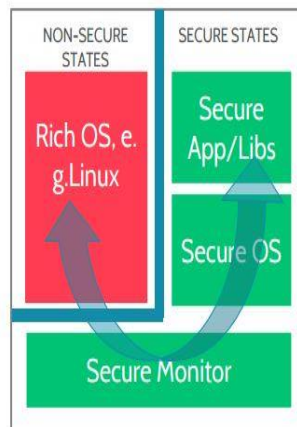 NON-SECURE
STATES
SECURE STATES
Rich OS, e.
g.Linux
Secure
App/Libs
Secure OS
Secure Monitor